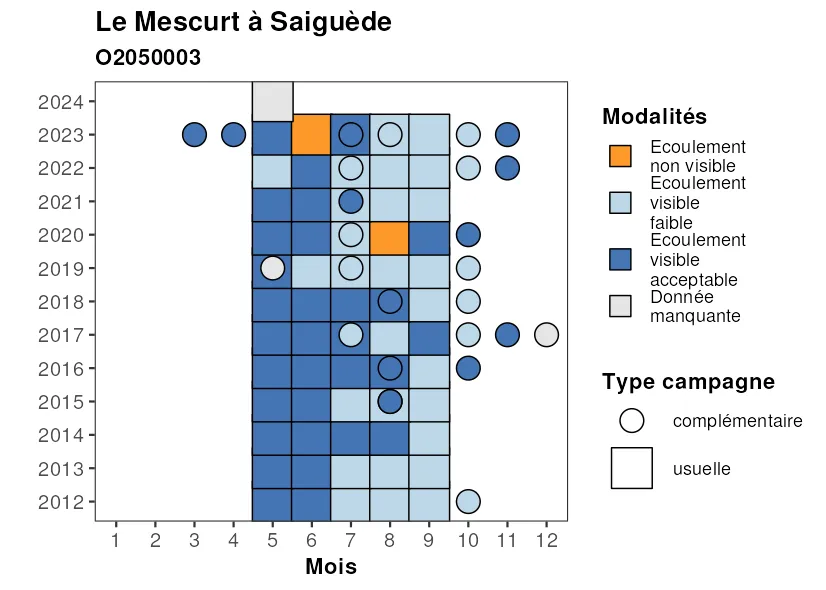 Le Mescurt à Saiguède
O2050003
2024
2023
2022
2021
2020
2019
2018
2017
2016
2015
2014
2013
2012
1 2 3 4 5 6 7 8 9 10 11 12
Mois
Modalités
Ecoulement
non visible
Ecoulement
visible
faible
Ecoulement
visible
acceptable
Donnée
manquante
Type campagne
complémentaire
usuelle